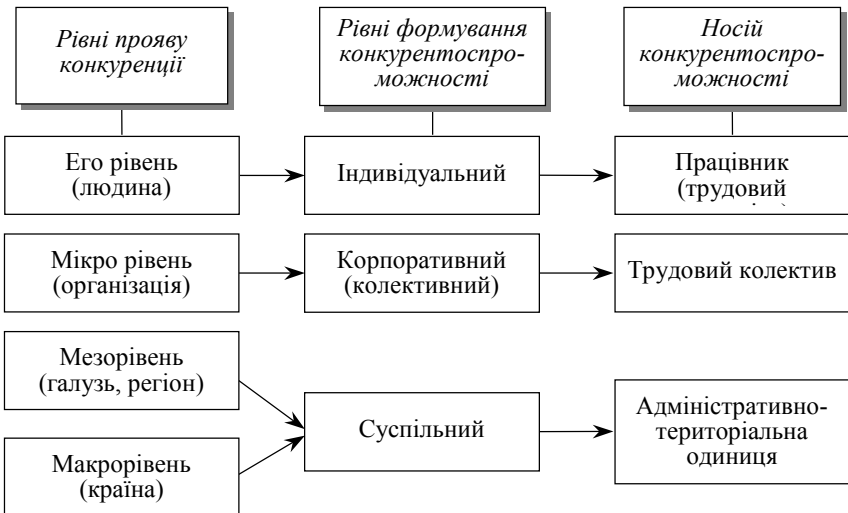 Рівні прояву
конкуренції
Рівні формування
конкурентоспро-
можності
Носій
конкурентоспро-
можності
Его рівень
(людина)
Індивідуальний
Працівник
(трудовий
Мікро рівень
(організація)
Корпоративний
(колективний)
Трудовий колектив
Мезорівень
(галузь, регіон)
Макрорівень
(країна)
Суспільний
Адміністративно-
територіальна
одиниця